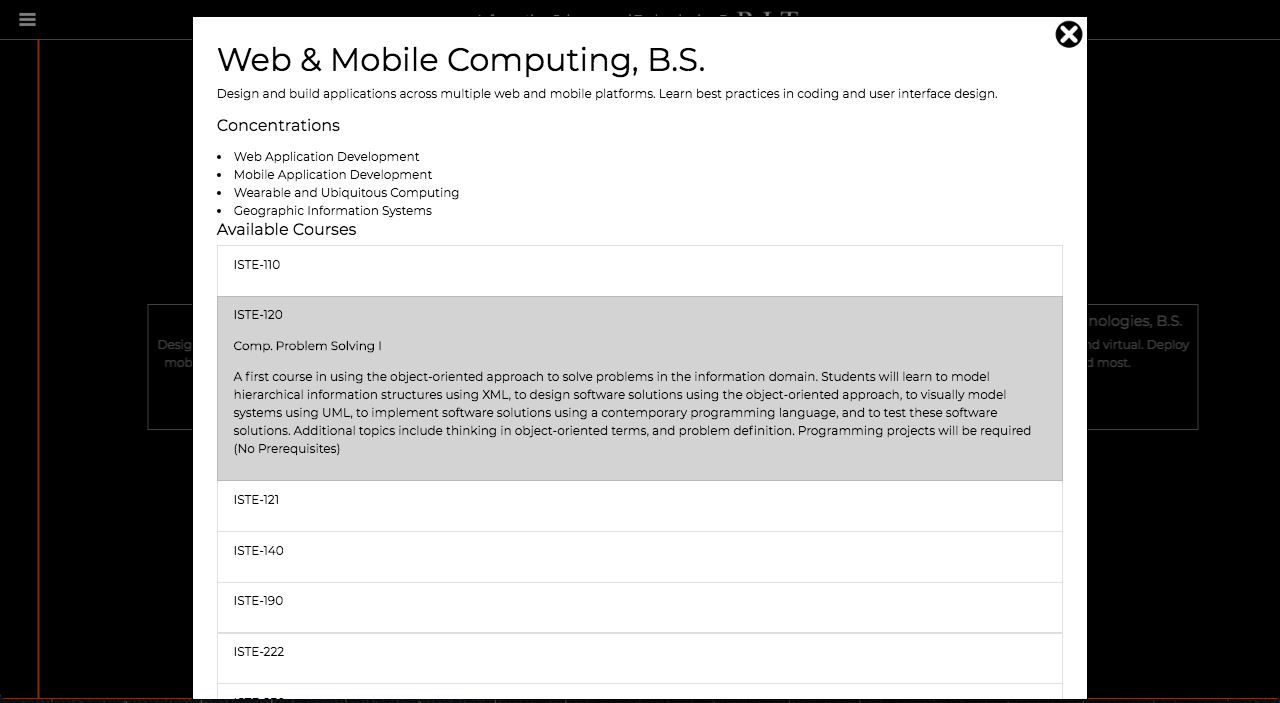 Web & Mobile Computing, B.S.
Design and build applications across multiple web and mobile platforms. Learn best practices in coding and user interface design.
Concentrations
• Web Application Development
• Mobile Application Development
• Wearable and Ubiquitous Computing
• Geographic Information Systems
Available Courses
ISTE-110
ISTE-120
Comp. Problem Solving I
A first course in using the object-oriented approach to solve problems in the information domain. Students will learn to model
hierarchical information structures using XML, to design software solutions using the object-oriented approach, to visually model
systems using UML, to implement software solutions using a contemporary programming language, and to test these software
solutions. Additional topics include thinking in object-oriented terms, and problem definition. Programming projects will be required
(No Prerequisites)
ISTE-121
ISTE-140
ISTE-190
ISTE-222
Desig
mob
nologies, B.S.
nd virtual. Deploy
d most.